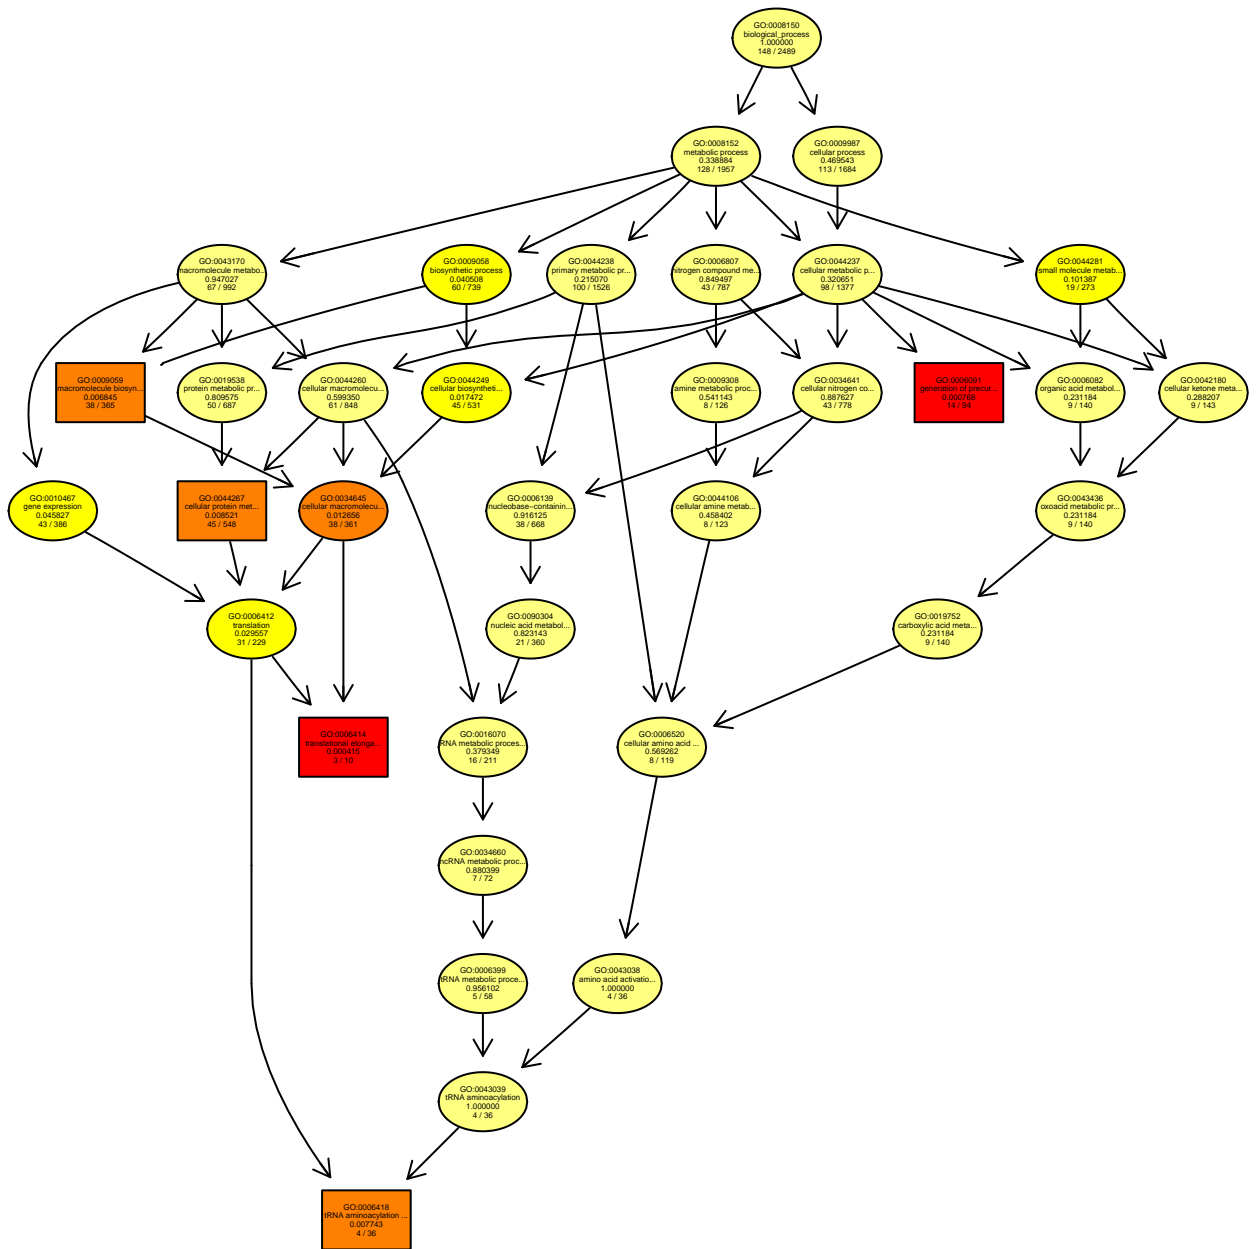 GO:0008150
biological_process
1.000000
148 / 2489
GO:0008152
metabolic process
0.338884
128 / 1957
GO:0009987
cellular process
0.469543
113 / 1684
GO:0043170
macromolecule metabo...
0.947027
67 / 992
GO:0009058
biosynthetic process
0.040508
60 / 739
GO:0044238
primary metabolic pr...
0.215070
100 / 1526
GO:0006807
nitrogen compound me...
0.849497
43 / 787
GO:0044237
cellular metabolic p...
0.320651
98 / 1377
GO:0044281
small molecule metab...
0.101387
19 / 273
GO:0009059
macromolecule biosyn...
0.006845
38 / 365
GO:0019538
protein metabolic pr...
0.809575
50 / 687
GO:0044260
cellular macromolecu...
0.599350
61 / 848
GO:0044249
cellular biosyntheti...
0.017472
45 / 531
GO:0009308
amine metabolic proc...
0.541143
8 / 126
GO:0034641
cellular nitrogen co...
0.887627
43 / 778
GO:0006091
generation of precur...
0.000768
14 / 94
GO:0006082
organic acid metabol...
0.231184
9 / 140
GO:0042180
cellular ketone meta...
0.288207
9 / 143
GO:0010467
gene expression
0.045827
43 / 386
GO:0044267
cellular protein met...
0.008521
45 / 548
GO:0034645
cellular macromolecu...
0.012656
38 / 361
GO:0006139
nucleobase-containin...
0.916125
38 / 668
GO:0044106
cellular amine metab...
0.458402
8 / 123
GO:0043436
oxoacid metabolic pr...
0.231184
9 / 140
GO:0006412
translation
0.029557
31 / 229
GO:0090304
nucleic acid metabol...
0.823143
21 / 360
GO:0019752
carboxylic acid meta...
0.231184
9 / 140
GO:0006414
translational elonga...
0.000415
3 / 10
GO:0016070
RNA metabolic proces...
0.379349
16 / 211
GO:0006520
cellular amino acid ...
0.569262
8 / 119
GO:0034660
ncRNA metabolic proc...
0.880399
7 / 72
GO:0006399
tRNA metabolic proce...
0.956102
5 / 58
GO:0043038
amino acid activatio...
1.000000
4 / 36
GO:0043039
tRNA aminoacylation
1.000000
4 / 36
GO:0006418
tRNA aminoacylation ...
0.007743
4 / 36